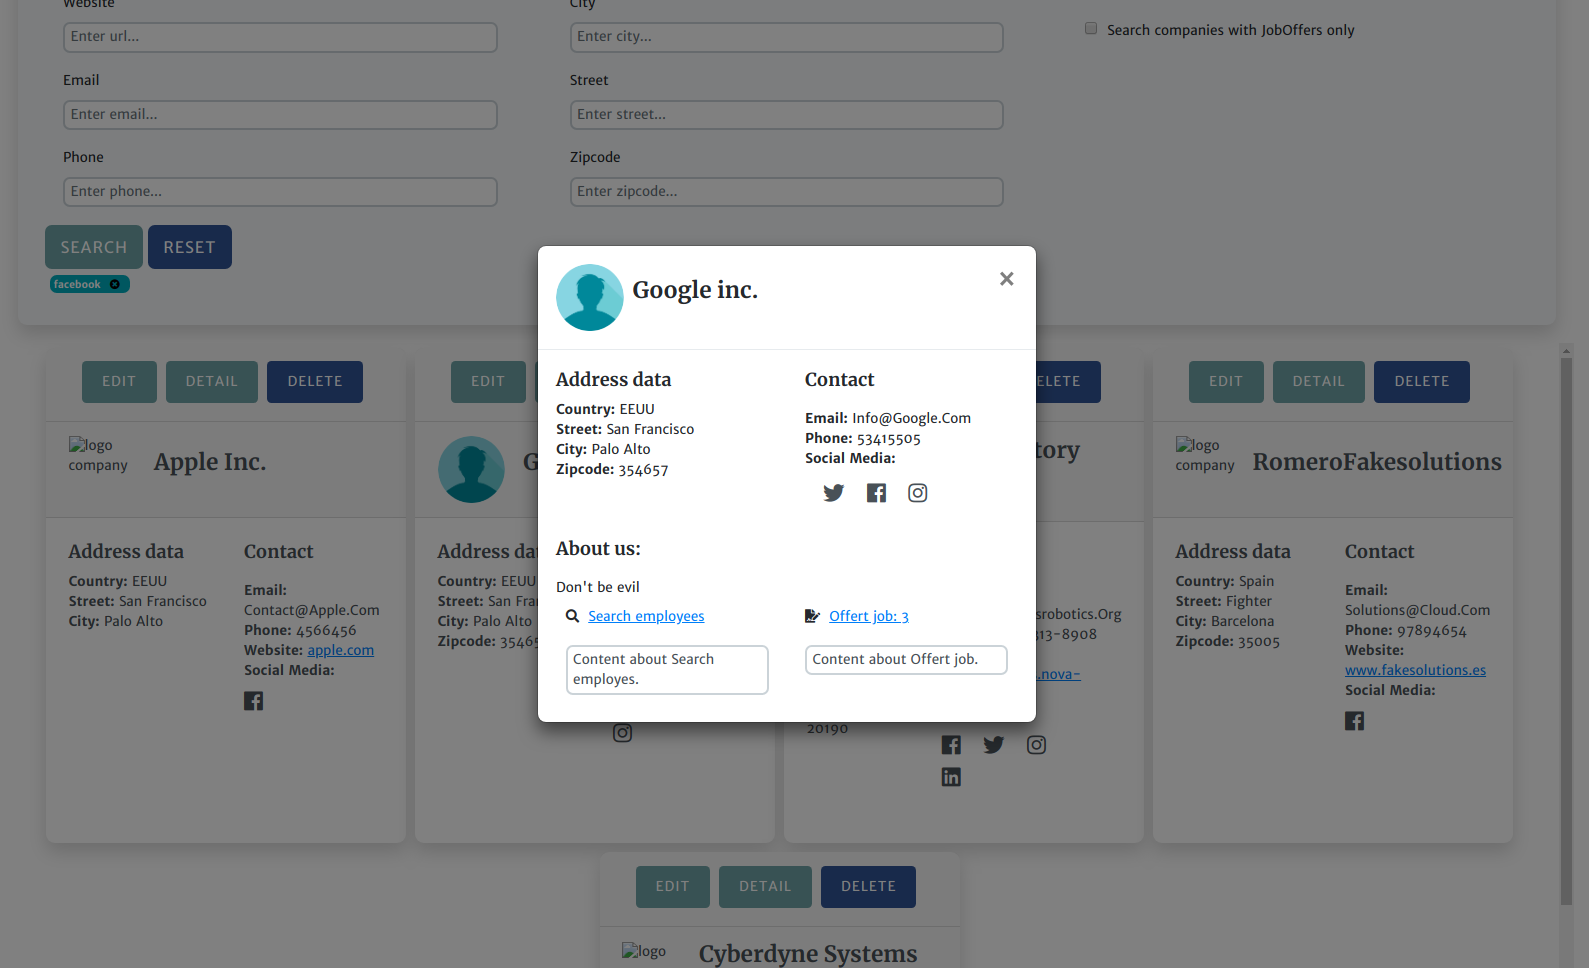 Website
City
Enter url...
Enter city...
Search companies with JobOffers only
Email
Street
Enter email...
Enter street...
Phone
Zipcode
Enter phone...
Enter zipcode...
SEARCH
RESET
facebook
Google inc.
×
Address data
Country: EEUU
Street: San Francisco
City: Palo Alto
Zipcode: 354657
Contact
Email: Info@Google.Com
Phone: 53415505
Social Media:
About us:
Don't be evil
Search employees
Offert job: 3
Content about Search
employes.
Content about Offert job.
EDIT
DETAIL
DELETE
logo
company
Apple Inc.
Address data
Country: EEUU
Street: San Francisco
City: Palo Alto
Contact
Email:
Contact@Apple.Com
Phone: 4566456
Website: apple.com
Social Media:
EDIT
G
Address da
Country: EEUU
Street: San Fra
City: Palo Alto
Zipcode: 35465
ELETE
tory
srobotics.Org
413-8908
.nova-
20190
EDIT
DETAIL
DELETE
logo
company
RomeroFakesolutions
Address data
Country: Spain
Street: Fighter
City: Barcelona
Zipcode: 35005
Contact
Email:
Solutions@Cloud.Com
Phone: 97894654
Website:
www.fakesolutions.es
Social Media:
EDIT
DETAIL
DELETE
logo
Cyberdyne Systems